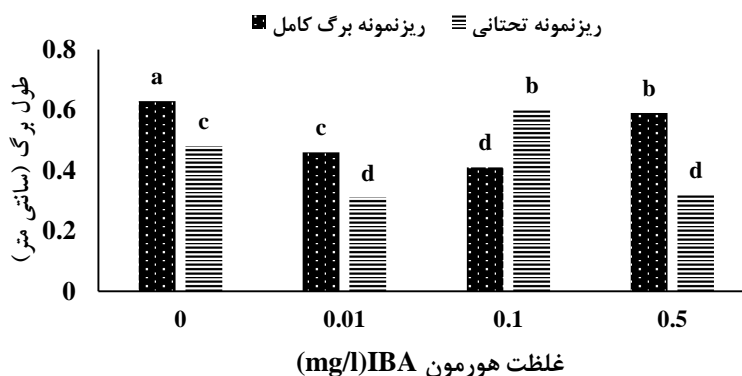 ریزنمونه برگ کامل ریزنمونه تحتانی
طول برگ (سانتی متر)
0.8
0.6
0.4
0.2
0
a
c
c
d
d
b
b
d
0 0.01 0.1 0.5
غلظت هورمون IBA(mg/l)